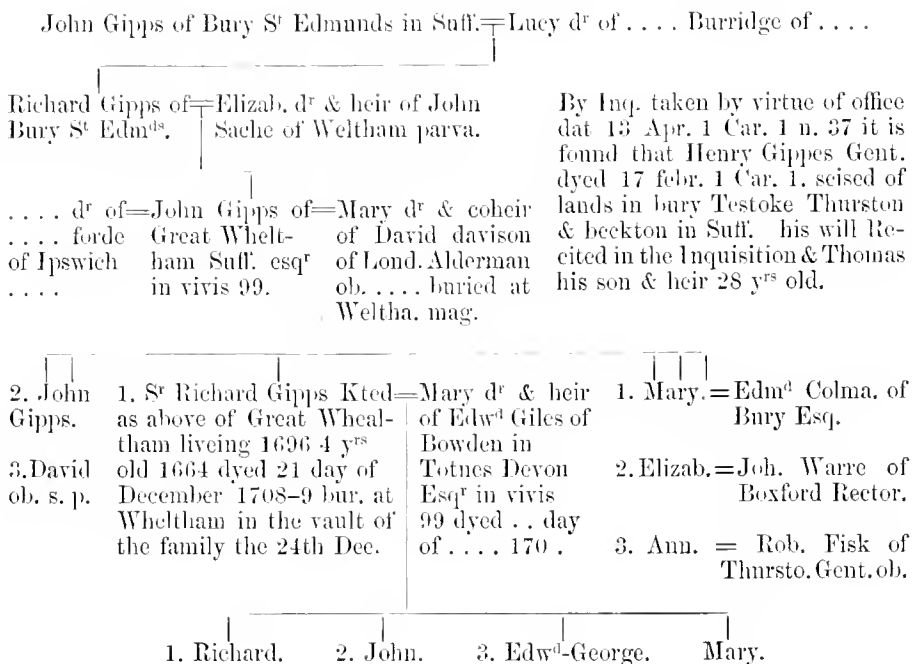 John Gipps of Bury Sᵗ Edmunds in Suff.=Lucy dʳ of . . . . Burridge of . . . .
Richard Gipps of=Elizab. dʳ & heir of John
Bury Sᵗ Edmᵈˢ. Sache of Weltham parva.
By Inq. taken by virtue of office
dat 13 Apr. 1 Car. 1 n. 37 it is
found that Henry Gippes Gent.
dyed 17 febr. 1 Car. 1. seised of
lands in bury Testoke Thurston
& beekton in Suff. his will Re-
cited in the Inquisition & Thomas
his son & heir 28 yʳˢ old.
. . . . dʳ of=
. . . . forde
of Ipswich
. . . .
John Gipps of=
Great Whelt-
ham Suff. esqʳ
in vivis 99.
Mary dʳ & coheir
of David davison
of Lond. Alderman
ob. . . . . buried at
Weltha. mag.
2. John
Gipps.
3. David
ob. s. p.
1. Sʳ Richard Gipps Kted=
as above of Great Wheal-
tham liveing 1696 4 yʳˢ
old 1664 dyed 21 day of
December 1708-9 bur. at
Wheltham in the vault of
the family the 24th Dec.
Mary dʳ & heir
of Edwᵈ Giles of
Bowden in
Totnes Devon
Esqʳ in vivis
99 dyed . . day
of . . . . 170 .
1. Mary.=Edmᵈ Colma. of
Bury Esq.
2. Elizab.=Joh. Warre of
Boxford Rector.
3. Ann. = Rob. Fisk of
Thursto. Gent. ob.
1. Richard. 2. John. 3. Edwᵈ-George. Mary.